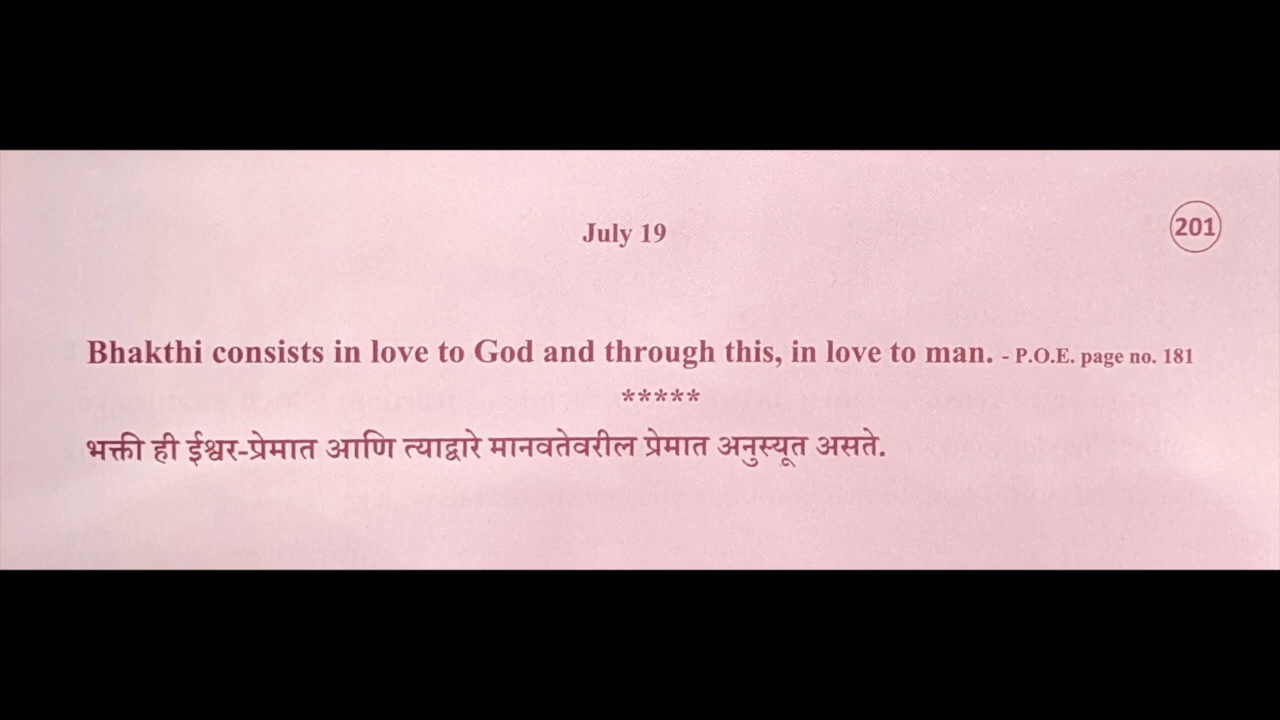 July 19
201
Bhakthi consists in love to God and through this, in love to man. - P.O.E. page no. 181
*****
भक्ती ही ईश्वर-प्रेमात आणि त्याद्वारे मानवतेवरील प्रेमात अनुस्यूत असते.